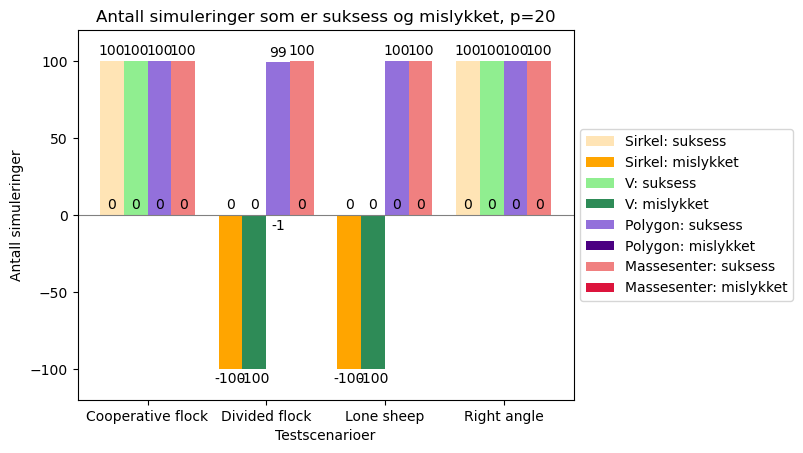 Antall simuleringer som er suksess og mislykket, p=20
100 100 100 100 99 100 100 100 100 100 100 100
100
50
0
−50
−100
0 0 0 0 0 0 0 0 0 0 0 0 0 0 0
-1
-100 -100 -100 -100
Cooperative flock Divided flock Lone sheep Right angle
Testscenarioer
Antall simuleringer
Sirkel: suksess
Sirkel: mislykket
V: suksess
V: mislykket
Polygon: suksess
Polygon: mislykket
Massesenter: suksess
Massesenter: mislykket